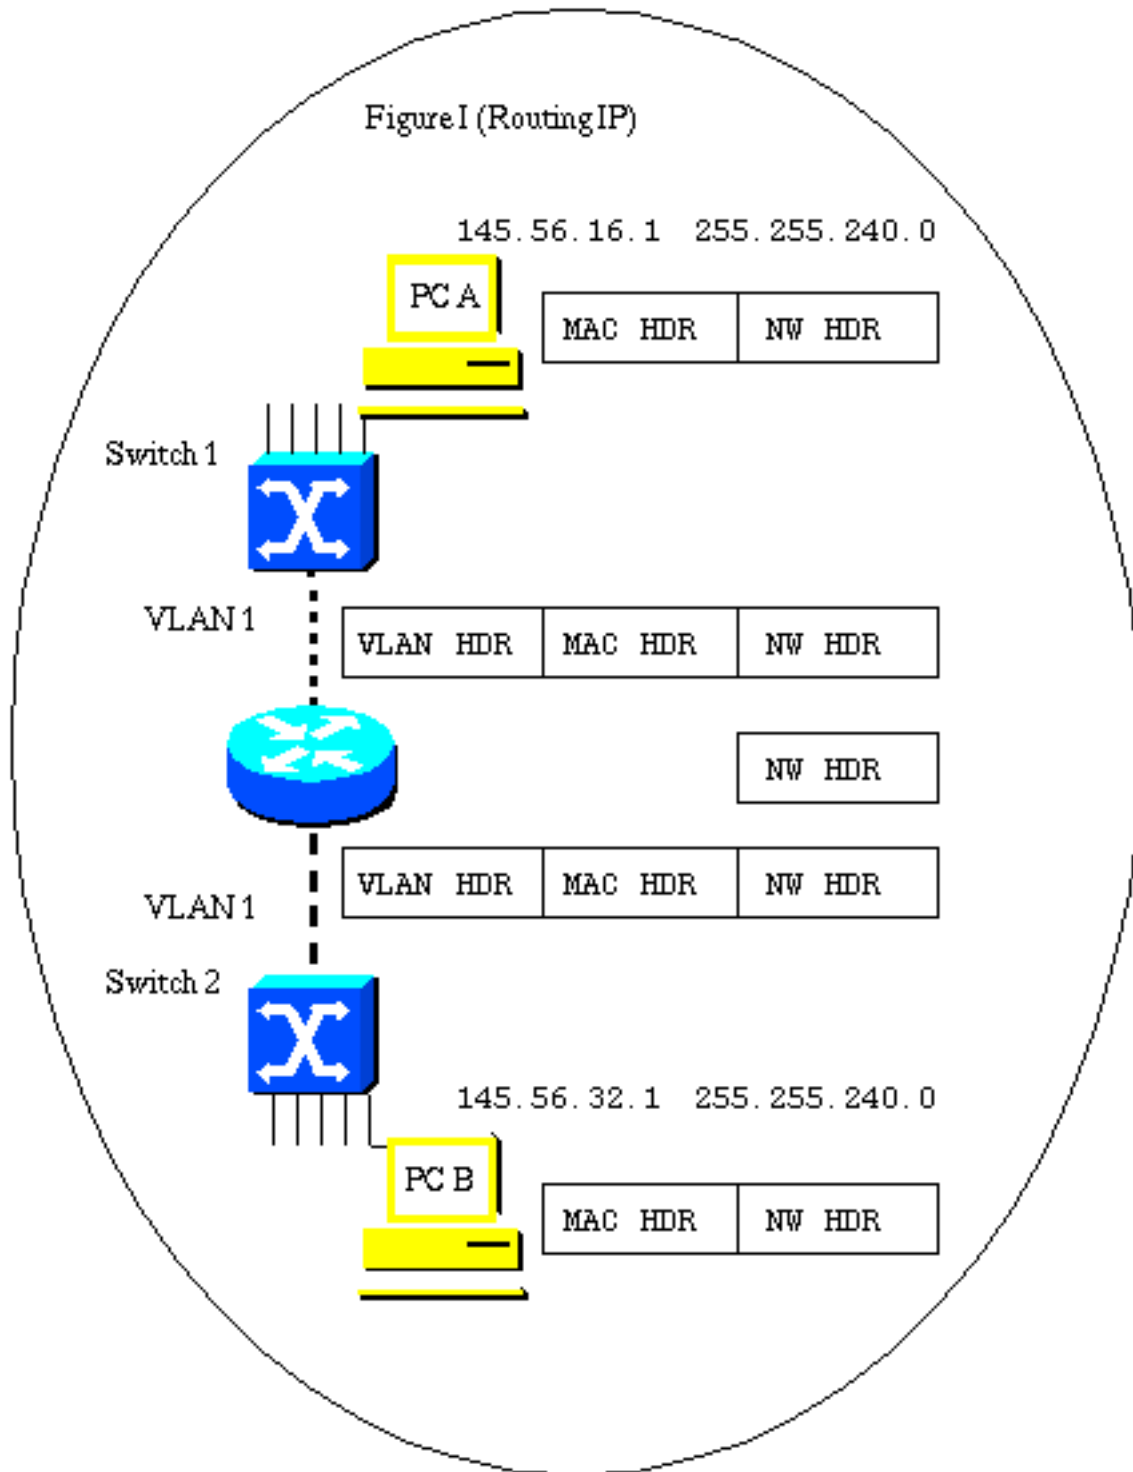 Figure I (Routing IP)
145.56.16.1 255.255.240.0
PC A
MAC HDR NW HDR
Switch 1
VLAN 1
VLAN HDR MAC HDR NW HDR
NW HDR
VLAN HDR MAC HDR NW HDR
VLAN 1
Switch 2
145.56.32.1 255.255.240.0
PC B
MAC HDR NW HDR